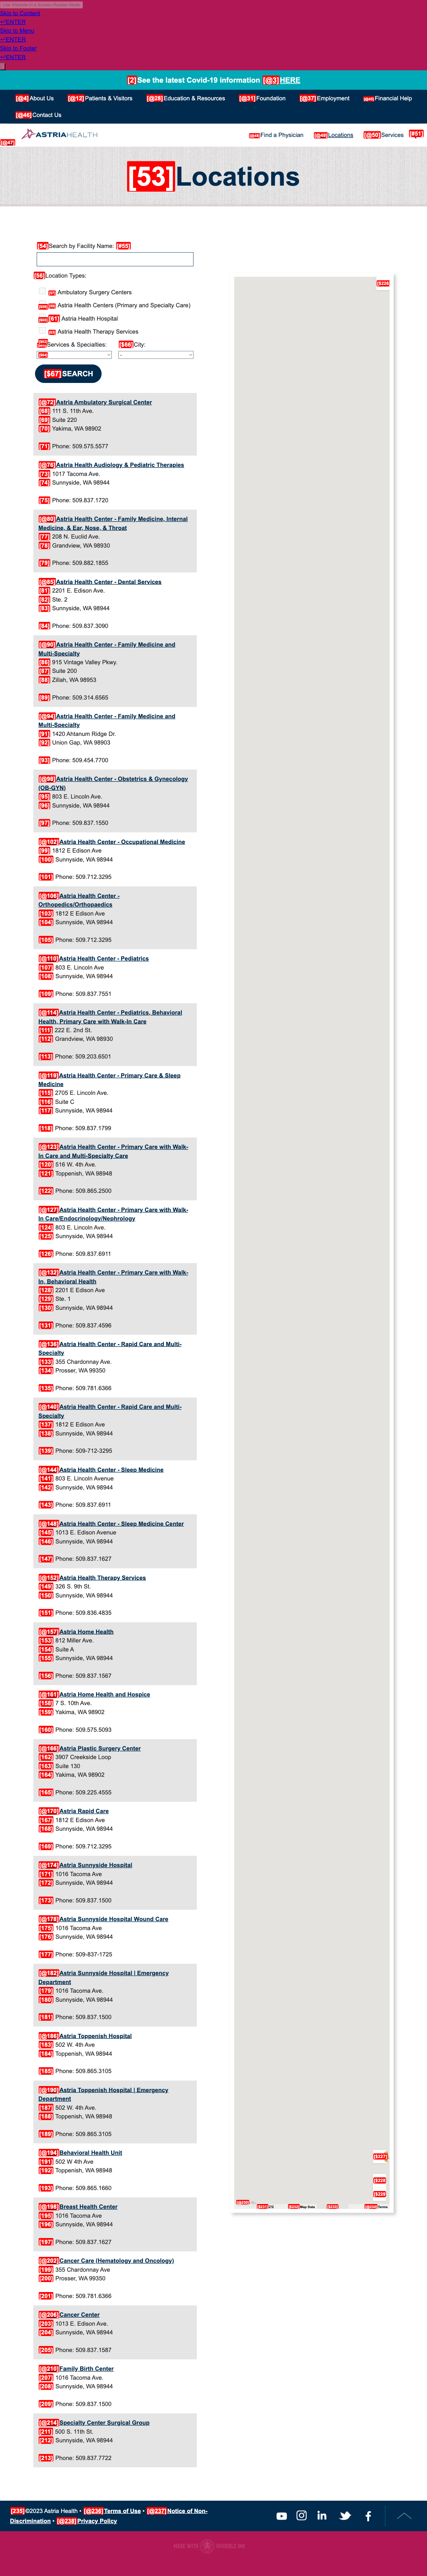 Use Website In a Screen-Reader Mode
Skip to Content
↵ENTER
Skip to Menu
↵ENTER
Skip to Footer
↵ENTER
[2]See the latest Covid-19 Information [@3]HERE
[@4]About Us [@12]Patients & Visitors [@28]Education & Resources [@31]Foundation [@37]Employment Financial Help
[@46]Contact Us
[@47] ASTRIA HEALTH Find a Physician [@49]Locations [@50]Services [#51]
[53]Locations
[54]Search by Facility Name: [#55]
[56]Location Types:
Ambulatory Surgery Centers
Astria Health Centers (Primary and Specialty Care)
[61] Astria Health Hospital
Astria Health Therapy Services
Services & Specialties: [$66]City:
[$67]SEARCH
[@72]Astria Ambulatory Surgical Center
[68] 111 S. 11th Ave.
[69] Suite 220
[70] Yakima, WA 98902
[71] Phone: 509.575.5577
[@76]Astria Health Audiology & Pediatric Therapies
[73] 1017 Tacoma Ave.
[74] Sunnyside, WA 98944
[75] Phone: 509.837.1720
[@80]Astria Health Center - Family Medicine, Internal
Medicine, & Ear, Nose, & Throat
[77] 208 N. Euclid Ave.
[78] Grandview, WA 98930
[79] Phone: 509.882.1855
[@85]Astria Health Center - Dental Services
[81] 2201 E. Edison Ave.
[82] Ste. 2
[83] Sunnyside, WA 98944
[84] Phone: 509.837.3090
[@90]Astria Health Center - Family Medicine and
Multi-Specialty
[86] 915 Vintage Valley Pkwy.
[87] Suite 200
[88] Zillah, WA 98953
[89] Phone: 509.314.6565
[@94]Astria Health Center - Family Medicine and
Multi-Specialty
[91] 1420 Ahtanum Ridge Dr.
[92] Union Gap, WA 98903
[93] Phone: 509.454.7700
[@98]Astria Health Center - Obstetrics & Gynecology
(OB-GYN)
[95] 803 E. Lincoln Ave.
[96] Sunnyside, WA 98944
[97] Phone: 509.837.1550
[@102]Astria Health Center - Occupational Medicine
[99] 1812 E Edison Ave
[100] Sunnyside, WA 98944
[101] Phone: 509.712.3295
[@106]Astria Health Center -
Orthopedics/Orthopaedics
[103] 1812 E Edison Ave
[104] Sunnyside, WA 98944
[105] Phone: 509.712.3295
[@110]Astria Health Center - Pediatrics
[107] 803 E. Lincoln Ave
[108] Sunnyside, WA 98944
[109] Phone: 509.837.7551
[@114]Astria Health Center - Pediatrics, Behavioral
Health, Primary Care with Walk-In Care
[111] 222 E. 2nd St.
[112] Grandview, WA 98930
[113] Phone: 509.203.6501
[@119]Astria Health Center - Primary Care & Sleep
Medicine
[115] 2705 E. Lincoln Ave.
[116] Suite C
[117] Sunnyside, WA 98944
[118] Phone: 509.837.1799
[@123]Astria Health Center - Primary Care with Walk-
In Care and Multi-Specialty Care
[120] 516 W. 4th Ave.
[121] Toppenish, WA 98948
[122] Phone: 509.865.2500
[@127]Astria Health Center - Primary Care with Walk-
In Care/Endocrinology/Nephrology
[124] 803 E. Lincoln Ave.
[125] Sunnyside, WA 98944
[126] Phone: 509.837.6911
[@132]Astria Health Center - Primary Care with Walk-
In, Behavioral Health
[128] 2201 E Edison Ave
[129] Ste. 1
[130] Sunnyside, WA 98944
[131] Phone: 509.837.4596
[@136]Astria Health Center - Rapid Care and Multi-
Specialty
[133] 355 Chardonnay Ave.
[134] Prosser, WA 99350
[135] Phone: 509.781.6366
[@140]Astria Health Center - Rapid Care and Multi-
Specialty
[137] 1812 E Edison Ave
[138] Sunnyside, WA 98944
[139] Phone: 509-712-3295
[@144]Astria Health Center - Sleep Medicine
[141] 803 E. Lincoln Avenue
[142] Sunnyside, WA 98944
[143] Phone: 509.837.6911
[@148]Astria Health Center - Sleep Medicine Center
[145] 1013 E. Edison Avenue
[146] Sunnyside, WA 98944
[147] Phone: 509.837.1627
[@152]Astria Health Therapy Services
[149] 326 S. 9th St.
[150] Sunnyside, WA 98944
[151] Phone: 509.836.4835
[@157]Astria Home Health
[153] 812 Miller Ave.
[154] Suite A
[155] Sunnyside, WA 98944
[156] Phone: 509.837.1567
[@161]Astria Home Health and Hospice
[158] 7 S. 10th Ave.
[159] Yakima, WA 98902
[160] Phone: 509.575.5093
[@166]Astria Plastic Surgery Center
[162] 3907 Creekside Loop
[163] Suite 130
[164] Yakima, WA 98902
[165] Phone: 509.225.4555
[@170]Astria Rapid Care
[167] 1812 E Edison Ave
[168] Sunnyside, WA 98944
[169] Phone: 509.712.3295
[@174]Astria Sunnyside Hospital
[171] 1016 Tacoma Ave
[172] Sunnyside, WA 98944
[173] Phone: 509.837.1500
[@178]Astria Sunnyside Hospital Wound Care
[175] 1016 Tacoma Ave
[176] Sunnyside, WA 98944
[177] Phone: 509-837-1725
[@182]Astria Sunnyside Hospital | Emergency
Department
[179] 1016 Tacoma Ave.
[180] Sunnyside, WA 98944
[181] Phone: 509.837.1500
[@186]Astria Toppenish Hospital
[183] 502 W. 4th Ave
[184] Toppenish, WA 98944
[185] Phone: 509.865.3105
[@190]Astria Toppenish Hospital | Emergency
Department
[187] 502 W. 4th Ave.
[188] Toppenish, WA 98948
[189] Phone: 509.865.3105
[@194]Behavioral Health Unit
[191] 502 W 4th Ave
[192] Toppenish, WA 98948
[193] Phone: 509.865.1660
[@198]Breast Health Center
[195] 1016 Tacoma Ave
[196] Sunnyside, WA 98944
[197] Phone: 509.837.1627
[@202]Cancer Care (Hematology and Oncology)
[199] 355 Chardonnay Ave
[200] Prosser, WA 99350
[201] Phone: 509.781.6366
[@206]Cancer Center
[203] 1013 E. Edison Ave.
[204] Sunnyside, WA 98944
[205] Phone: 509.837.1587
[@210]Family Birth Center
[207] 1016 Tacoma Ave.
[208] Sunnyside, WA 98944
[209] Phone: 509.837.1500
[@214]Specialty Center Surgical Group
[211] 500 S. 11th St.
[212] Sunnyside, WA 98944
[213] Phone: 509.837.7722
[$227]
[$228]
[$229]
Map Data Terms
[235]©2023 Astria Health • [@236]Terms of Use • [@237]Notice of Non-
Discrimination • [@238]Privacy Policy